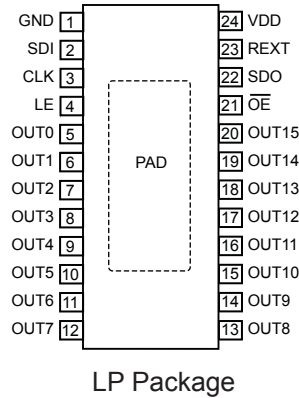 GND 1 24 VDD
SDI 2 23 REXT
CLK 3 22 SDO
LE 4 21 O̅E̅
OUT0 5 20 OUT15
OUT1 6 PAD 19 OUT14
OUT2 7 18 OUT13
OUT3 8 17 OUT12
OUT4 9 16 OUT11
OUT5 10 15 OUT10
OUT6 11 14 OUT9
OUT7 12 13 OUT8
LP Package